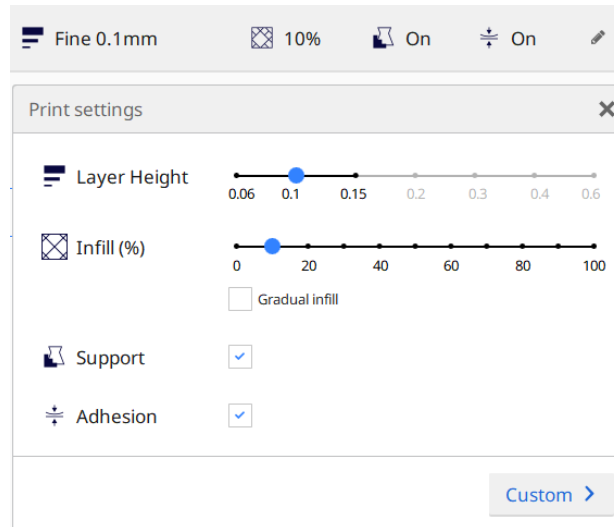 Fine 0.1mm 10% On On
Print settings
Layer Height
0.06 0.1 0.15 0.2 0.3 0.4 0.6
Infill (%)
0 20 40 60 80 100
Gradual infill
Support
Adhesion
Custom